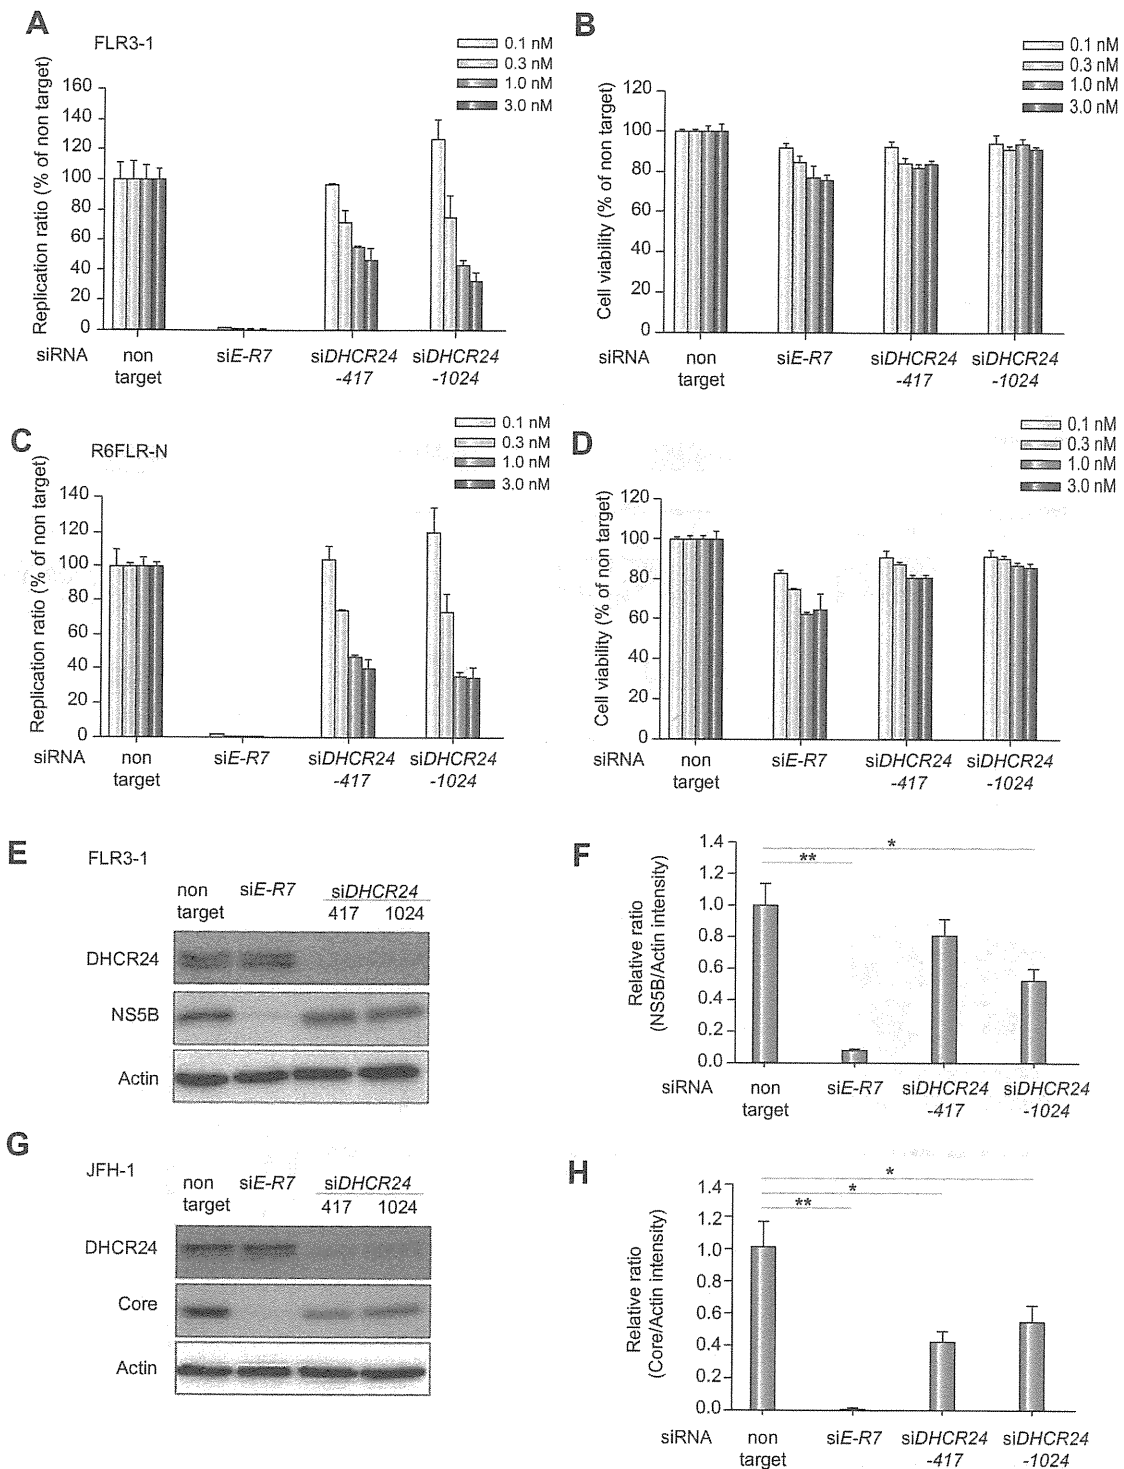 A
FLR3-1
0.1 nM
0.3 nM
1.0 nM
3.0 nM
Replication ratio (% of non target)
160
140
120
100
80
60
40
20
0
siRNA
non target
siE-R7
siDHCR24 -417
siDHCR24 -1024
B
0.1 nM
0.3 nM
1.0 nM
3.0 nM
Cell viability (% of non target)
120
100
80
60
40
20
0
siRNA
non target
siE-R7
siDHCR24 -417
siDHCR24 -1024
C
R6FLR-N
0.1 nM
0.3 nM
1.0 nM
3.0 nM
Replication ratio (% of non target)
140
120
100
80
60
40
20
0
siRNA
non target
siE-R7
siDHCR24 -417
siDHCR24 -1024
D
0.1 nM
0.3 nM
1.0 nM
3.0 nM
Cell viability (% of non target)
120
100
80
60
40
20
0
siRNA
non target
siE-R7
siDHCR24 -417
siDHCR24 -1024
E
FLR3-1
non target
siE-R7
siDHCR24
417 1024
DHCR24
NS5B
Actin
F
Relative ratio
(NS5B/Actin intensity)
1.4
1.2
1.0
0.8
0.6
0.4
0.2
0.0
*
**
siRNA
non target
siE-R7
siDHCR24 -417
siDHCR24 -1024
G
JFH-1
non target
siE-R7
siDHCR24
417 1024
DHCR24
Core
Actin
H
Relative ratio
(Core/Actin intensity)
1.4
1.2
1.0
0.8
0.6
0.4
0.2
0.0
*
*
**
siRNA
non target
siE-R7
siDHCR24 -417
siDHCR24 -1024